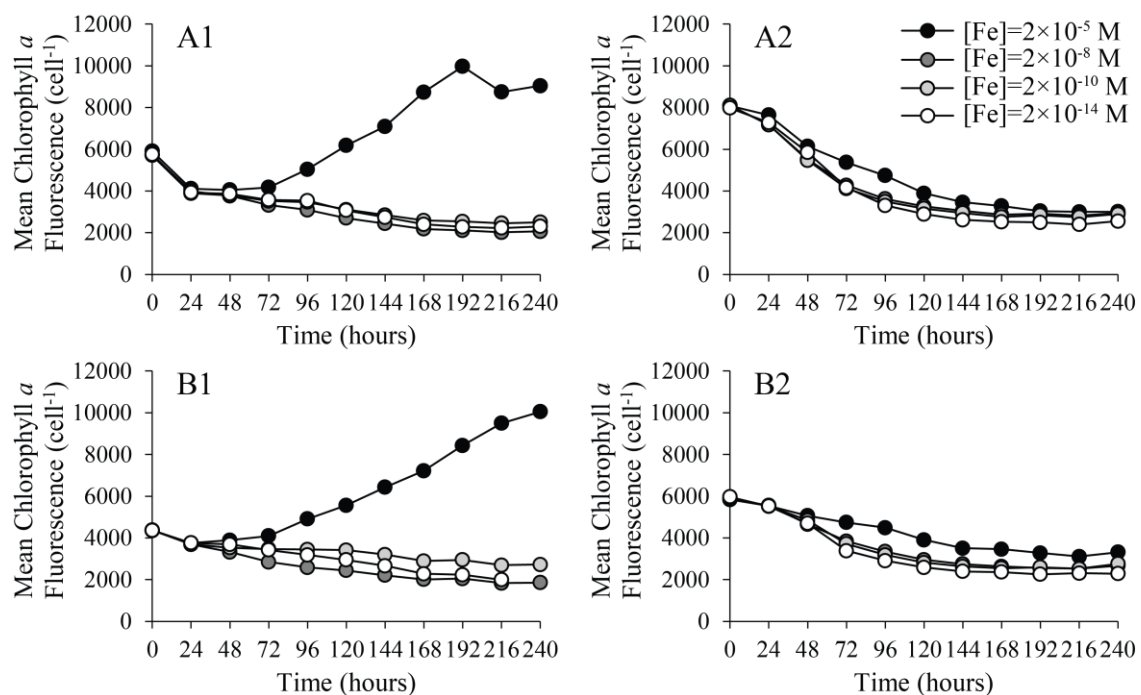 A1
Mean Chlorophyll a
Fluorescence (cell⁻¹)
12000
10000
8000
6000
4000
2000
0
0 24 48 72 96 120 144 168 192 216 240
Time (hours)
A2
[Fe]=2×10⁻⁵ M
[Fe]=2×10⁻⁸ M
[Fe]=2×10⁻¹⁰ M
[Fe]=2×10⁻¹⁴ M
Mean Chlorophyll a
Fluorescence (cell⁻¹)
12000
10000
8000
6000
4000
2000
0
0 24 48 72 96 120 144 168 192 216 240
Time (hours)
B1
Mean Chlorophyll a
Fluorescence (cell⁻¹)
12000
10000
8000
6000
4000
2000
0
0 24 48 72 96 120 144 168 192 216 240
Time (hours)
B2
Mean Chlorophyll a
Fluorescence (cell⁻¹)
12000
10000
8000
6000
4000
2000
0
0 24 48 72 96 120 144 168 192 216 240
Time (hours)